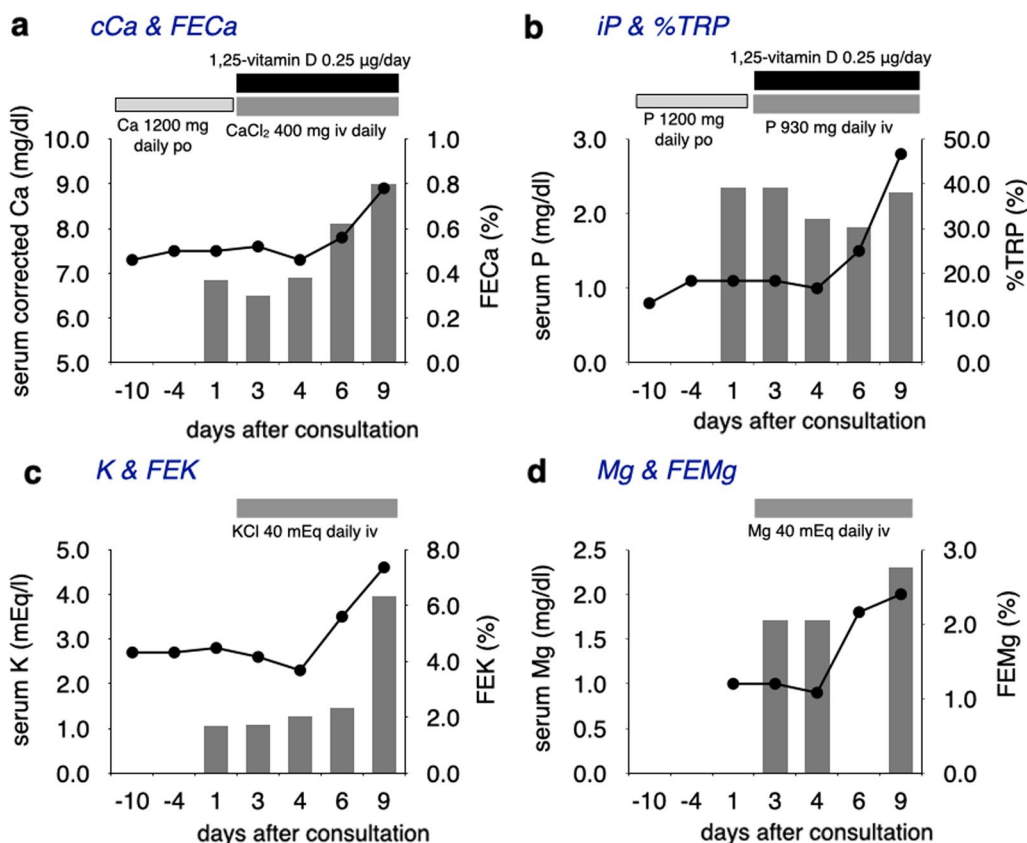 a cCa & FECa
1,25-vitamin D 0.25 µg/day
Ca 1200 mg
daily po
CaCl₂ 400 mg iv daily
serum corrected Ca (mg/dl)
10.0
9.0
8.0
7.0
6.0
5.0
1.0
0.8
0.6
0.4
0.2
0.0
FECa (%)
-10 -4 1 3 4 6 9
days after consultation
b iP & %TRP
1,25-vitamin D 0.25 µg/day
P 1200 mg
daily po
P 930 mg daily iv
serum P (mg/dl)
3.0
2.0
1.0
0.0
50.0
40.0
30.0
20.0
10.0
0.0
%TRP (%)
-10 -4 1 3 4 6 9
days after consultation
c K & FEK
KCl 40 mEq daily iv
serum K (mEq/l)
5.0
4.0
3.0
2.0
1.0
0.0
8.0
6.0
4.0
2.0
0.0
FEK (%)
-10 -4 1 3 4 6 9
days after consultation
d Mg & FEMg
Mg 40 mEq daily iv
serum Mg (mg/dl)
2.5
2.0
1.5
1.0
0.5
0.0
3.0
2.0
1.0
0.0
FEMg (%)
-10 -4 1 3 4 6 9
days after consultation